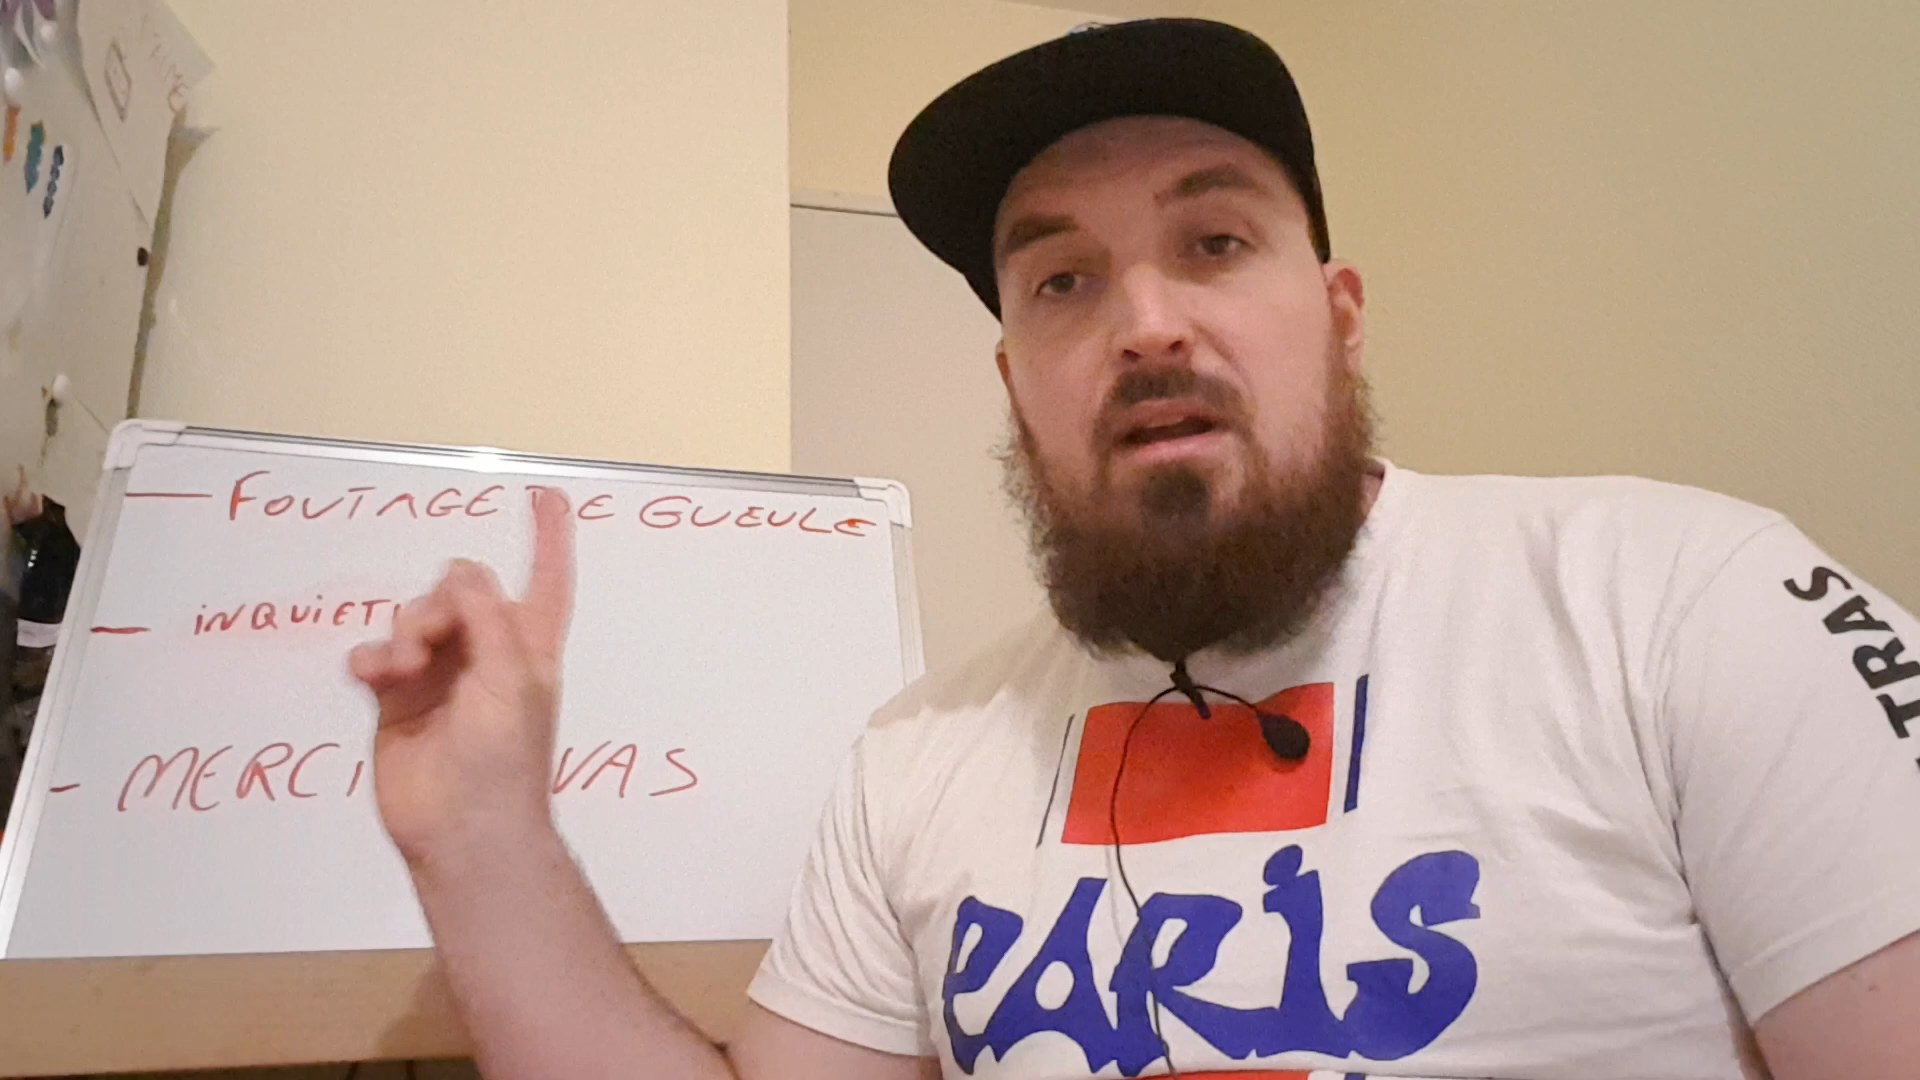 — FOUTAGE DE GUEULE
— iNQUiET
- MERCI VAS
PARiS
TRAS